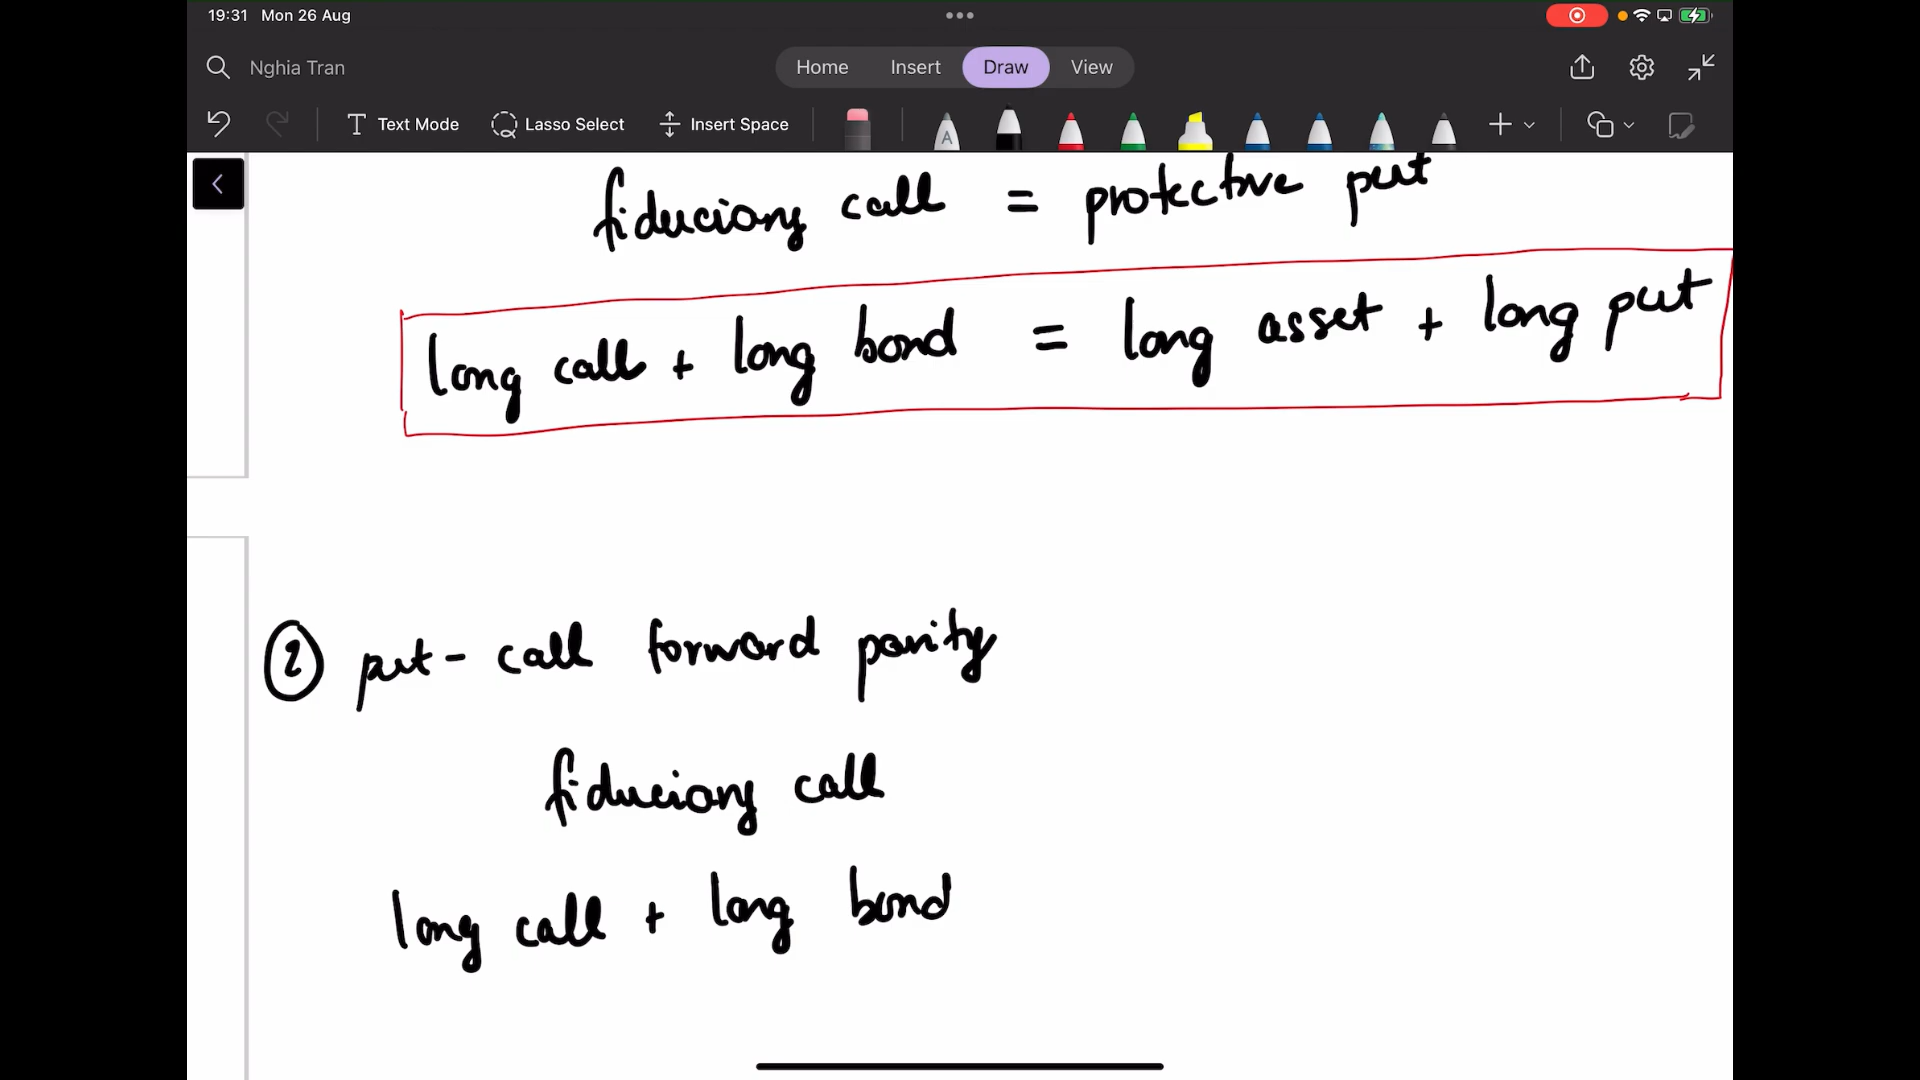 19:31 Mon 26 Aug
Nghia Tran
Home Insert Draw View
Text Mode Lasso Select Insert Space
A
fiduciary call = protective put
long call + long bond = long asset + long put
② put - call forward parity
fiduciary call
long call + long bond